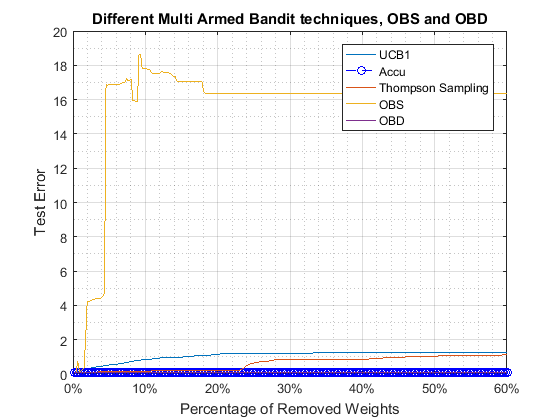 Different Multi Armed Bandit techniques, OBS and OBD
20
18
16
14
12
10
8
6
4
2
0
Test Error
UCB1
Accu
Thompson Sampling
OBS
OBD
0% 10% 20% 30% 40% 50% 60%
Percentage of Removed Weights